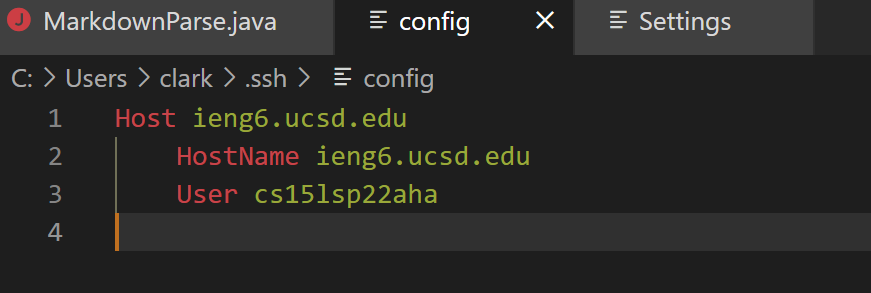 J MarkdownParse.java config × Settings
C: > Users > clark > .ssh > config
1 Host ieng6.ucsd.edu
2 HostName ieng6.ucsd.edu
3 User cs15lsp22aha
4